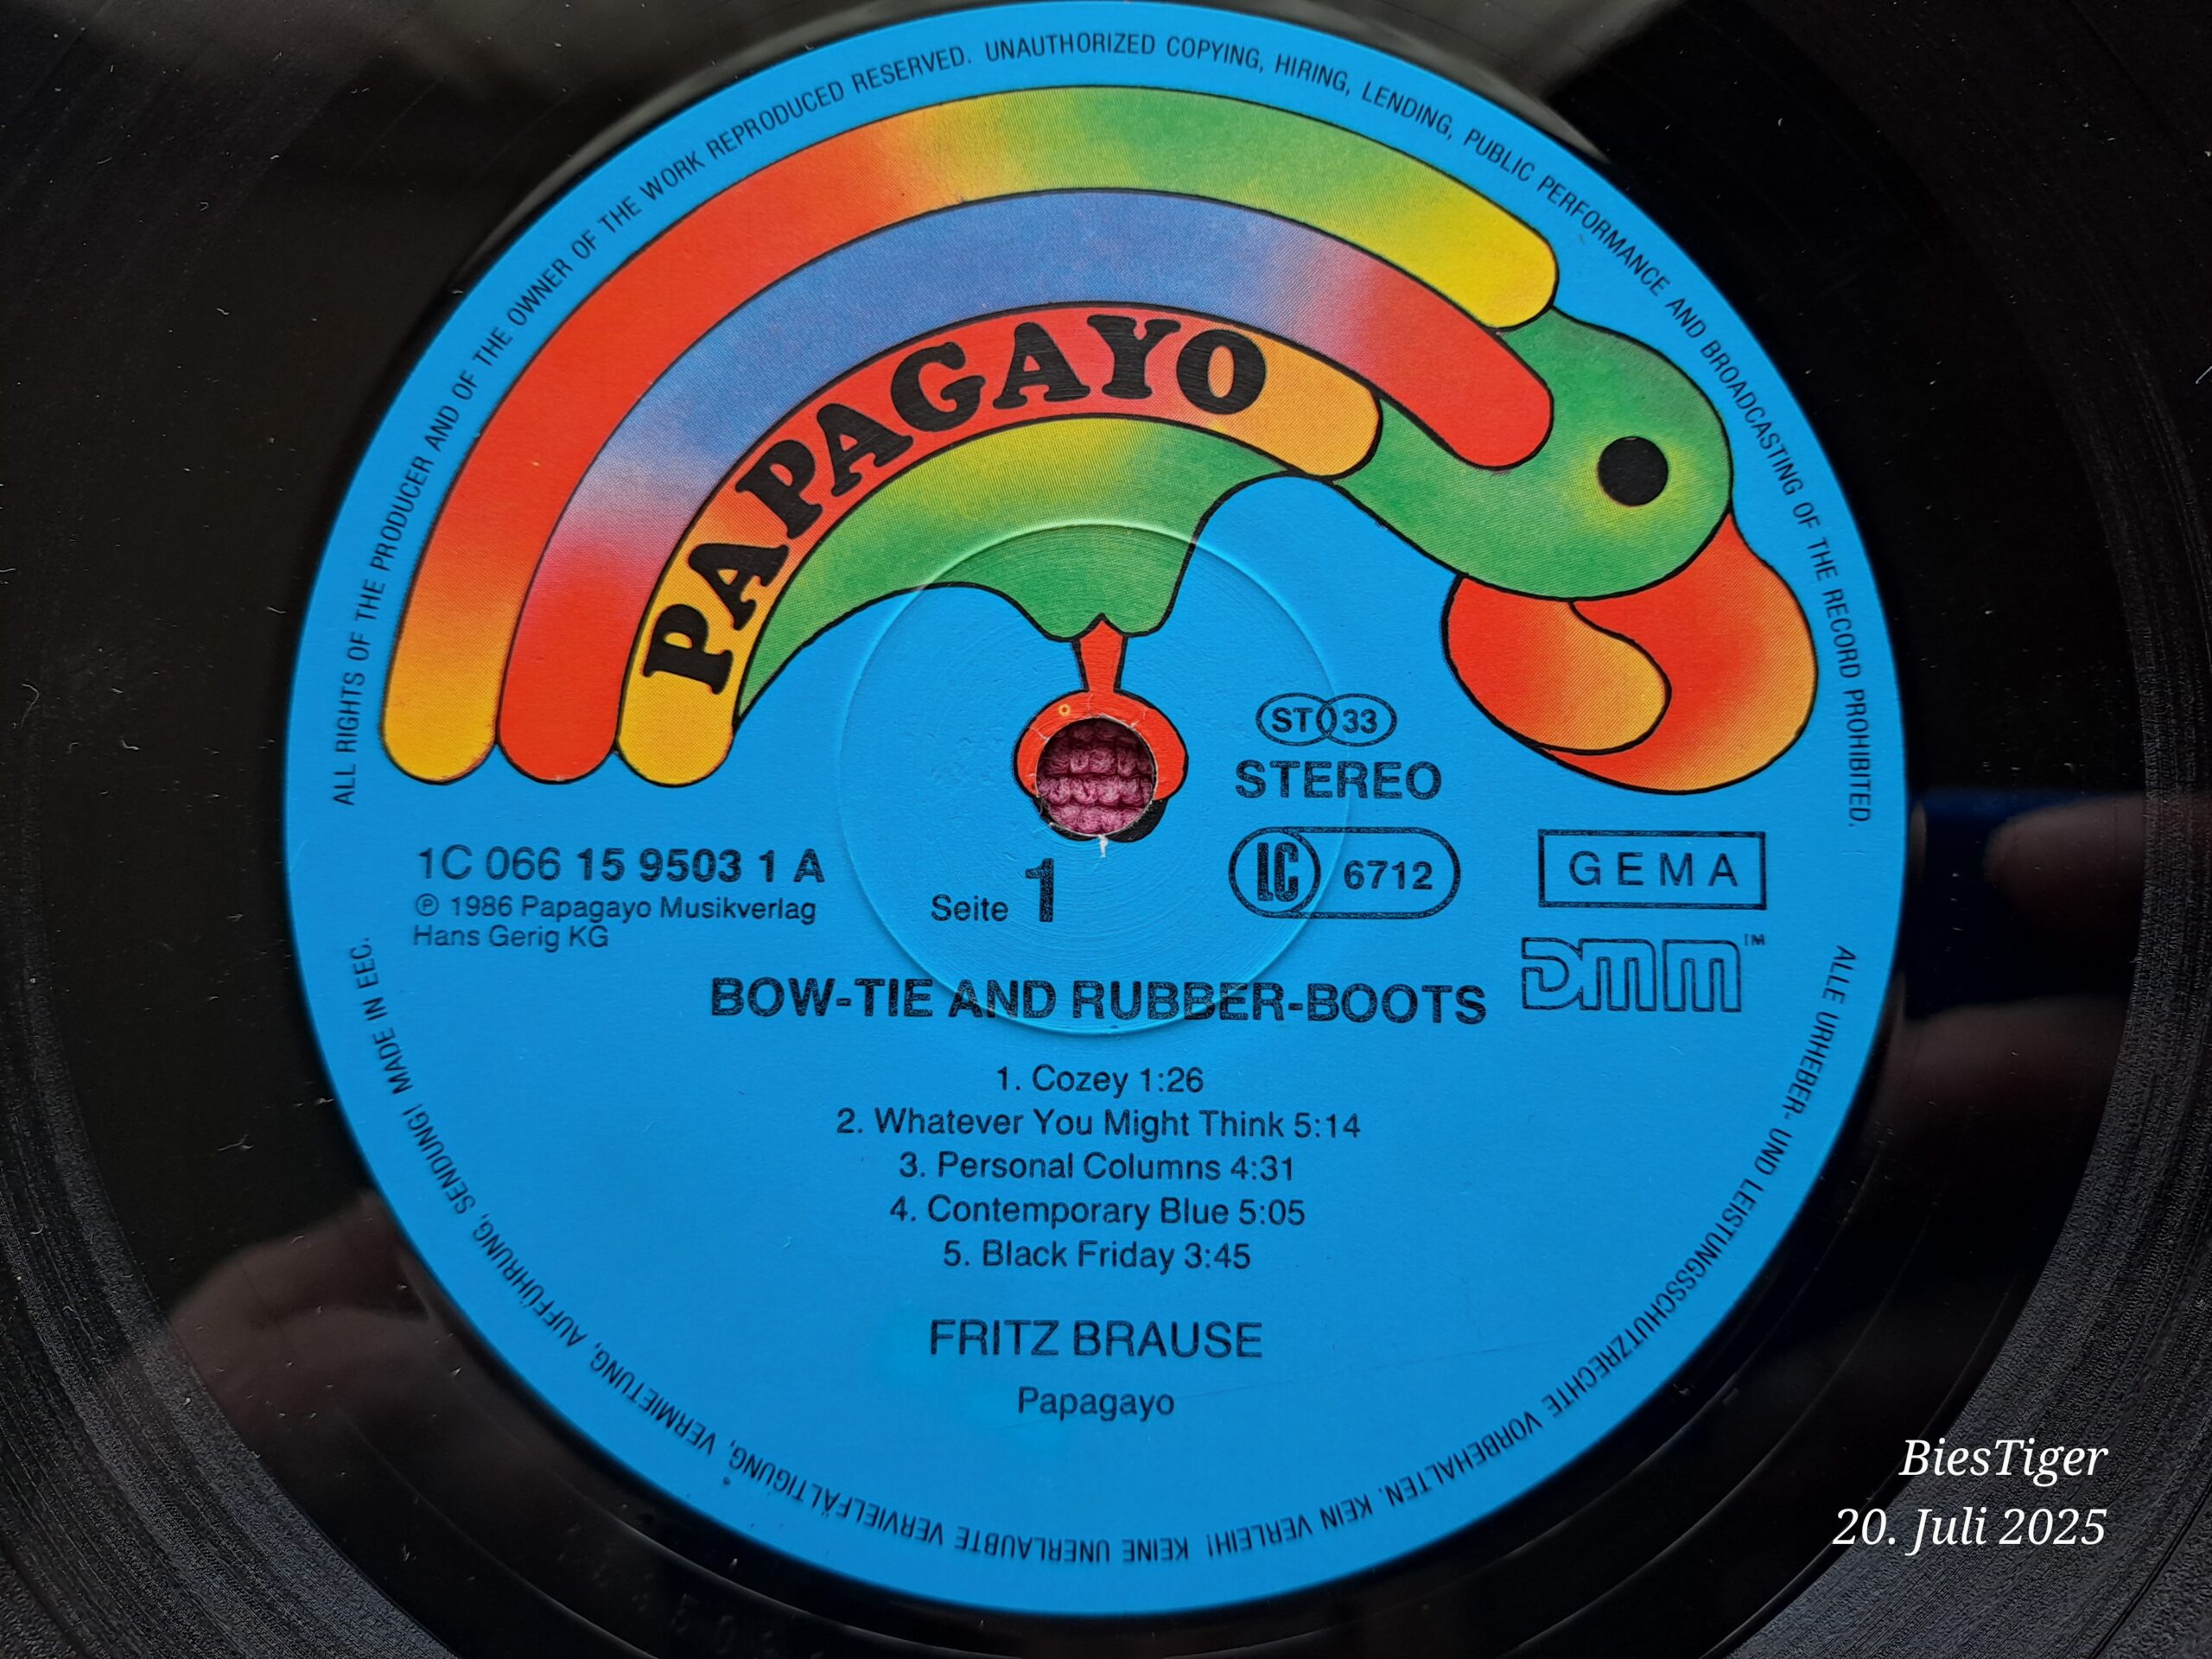 ALL RIGHTS OF THE PRODUCER AND OF THE OWNER OF THE WORK REPRODUCED RESERVED. UNAUTHORIZED COPYING, HIRING, LENDING, PUBLIC PERFORMANCE AND BROADCASTING OF THE RECORD PROHIBITED.
PAPAGAYO
ST 33
STEREO
1C 066 15 9503 1 A
℗ 1986 Papagayo Musikverlag
Hans Gerig KG
Seite 1
LC 6712
GEMA
DMM™
BOW-TIE AND RUBBER-BOOTS
1. Cozey 1:26
2. Whatever You Might Think 5:14
3. Personal Columns 4:31
4. Contemporary Blue 5:05
5. Black Friday 3:45
FRITZ BRAUSE
Papagayo
ALLE URHEBER- UND LEISTUNGSSCHUTZRECHTE VORBEHALTEN. KEIN VERLEIH! KEINE UNERLAUBTE VERVIELFÄLTIGUNG, VERMIETUNG, AUFFÜHRUNG, SENDUNG! MADE IN EEC.
BiesTiger
20. Juli 2025